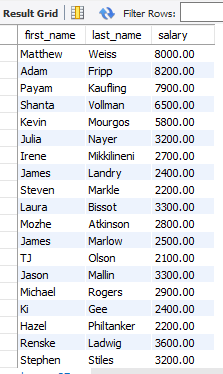 Result Grid Filter Rows:
first_name last_name salary
Matthew Weiss 8000.00
Adam Fripp 8200.00
Payam Kaufling 7900.00
Shanta Vollman 6500.00
Kevin Mourgos 5800.00
Julia Nayer 3200.00
Irene Mikkilineni 2700.00
James Landry 2400.00
Steven Markle 2200.00
Laura Bissot 3300.00
Mozhe Atkinson 2800.00
James Marlow 2500.00
TJ Olson 2100.00
Jason Mallin 3300.00
Michael Rogers 2900.00
Ki Gee 2400.00
Hazel Philtanker 2200.00
Renske Ladwig 3600.00
Stephen Stiles 3200.00